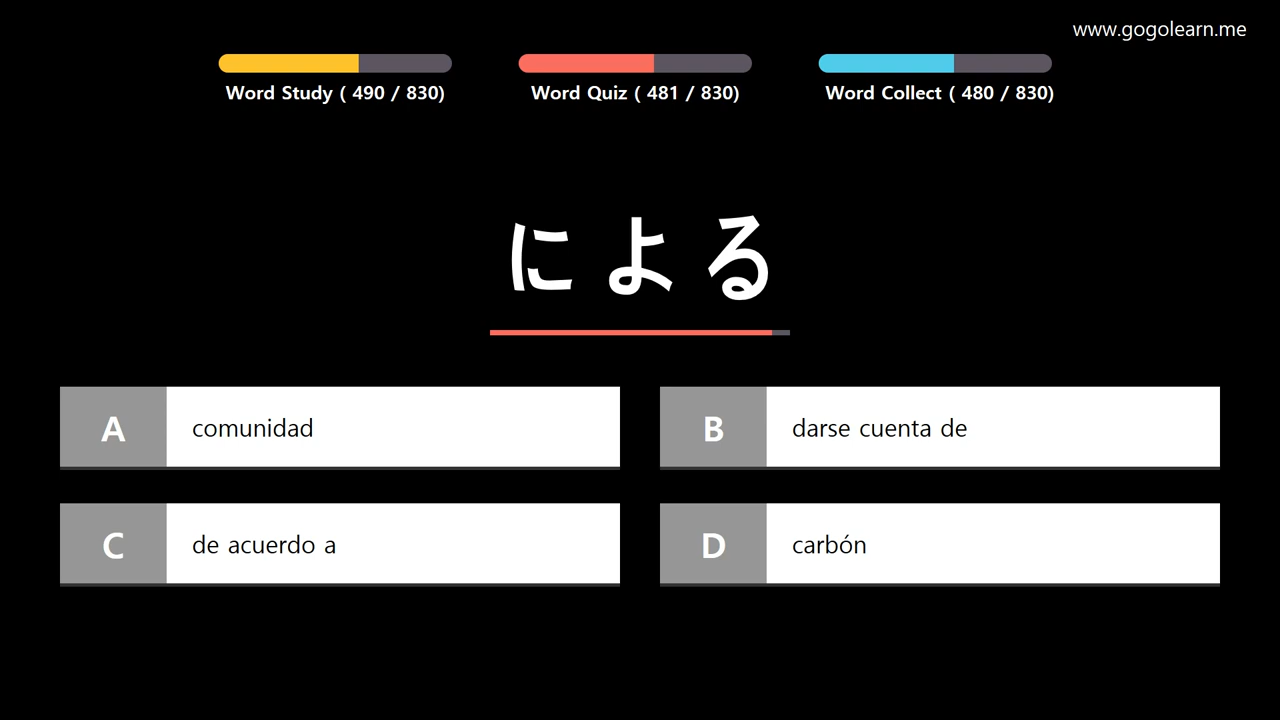 www.gogolearn.me
Word Study ( 490 / 830)
Word Quiz ( 481 / 830)
Word Collect ( 480 / 830)
による
A comunidad
B darse cuenta de
C de acuerdo a
D carbón